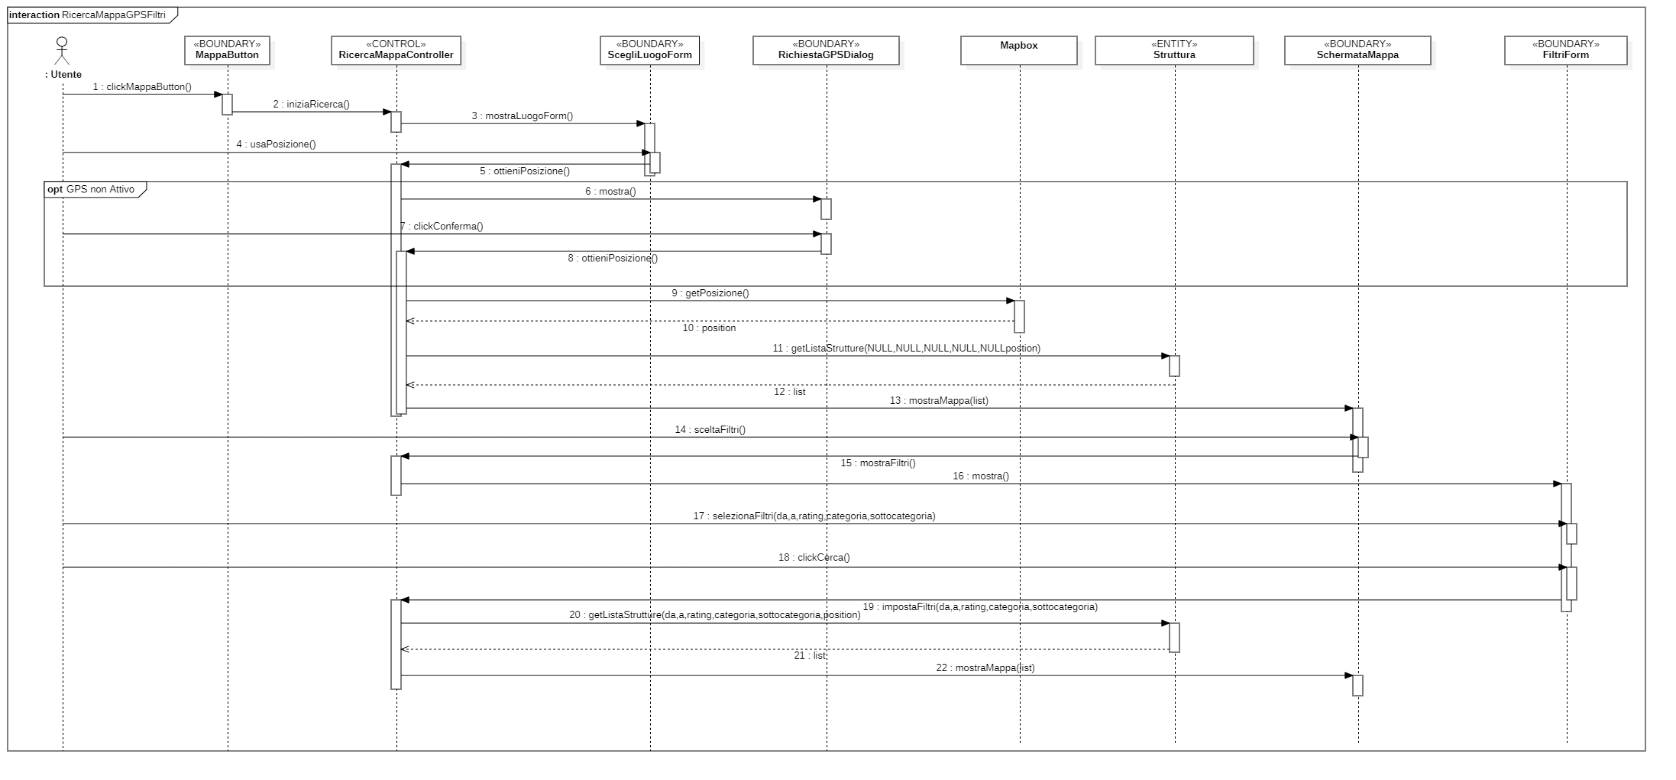 interaction RicercaMappaGPSFiltri
: Utente
«BOUNDARY»
MappaButton
«CONTROL»
RicercaMappaController
«BOUNDARY»
ScegliLuogoForm
«BOUNDARY»
RichiestaGPSDialog
Mapbox
«ENTITY»
Struttura
«BOUNDARY»
SchermataMappa
«BOUNDARY»
FiltriForm
1 : clickMappaButton()
2 : iniziaRicerca()
3 : mostraLuogoForm()
4 : usaPosizione()
5 : ottieniPosizione()
opt GPS non Attivo
6 : mostra()
7 : clickConferma()
8 : ottieniPosizione()
9 : getPosizione()
10 : position
11 : getListaStrutture(NULL,NULL,NULL,NULL,NULLpostion)
12 : list
13 : mostraMappa(list)
14 : sceltaFiltri()
15 : mostraFiltri()
16 : mostra()
17 : selezionaFiltri(da,a,rating,categoria,sottocategoria)
18 : clickCerca()
19 : impostaFiltri(da,a,rating,categoria,sottocategoria)
20 : getListaStrutture(da,a,rating,categoria,sottocategoria,position)
21 : list
22 : mostraMappa(list)